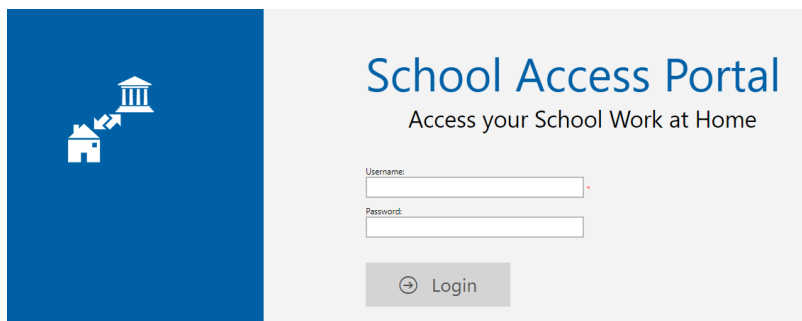 School Access Portal
Access your School Work at Home
Username:
*
Password:
Login